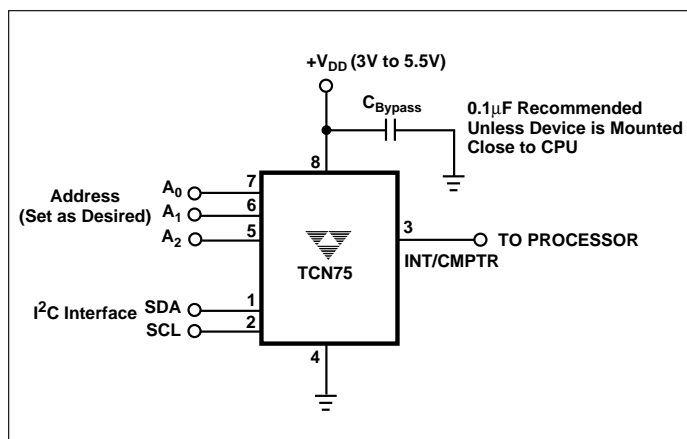 +VDD (3V to 5.5V)
CBypass
0.1μF Recommended
Unless Device is Mounted
Close to CPU
8
Address
(Set as Desired)
A0
7
A1
6
A2
5
3
TO PROCESSOR
INT/CMPTR
TCN75
I2C Interface
SDA
1
SCL
2
4